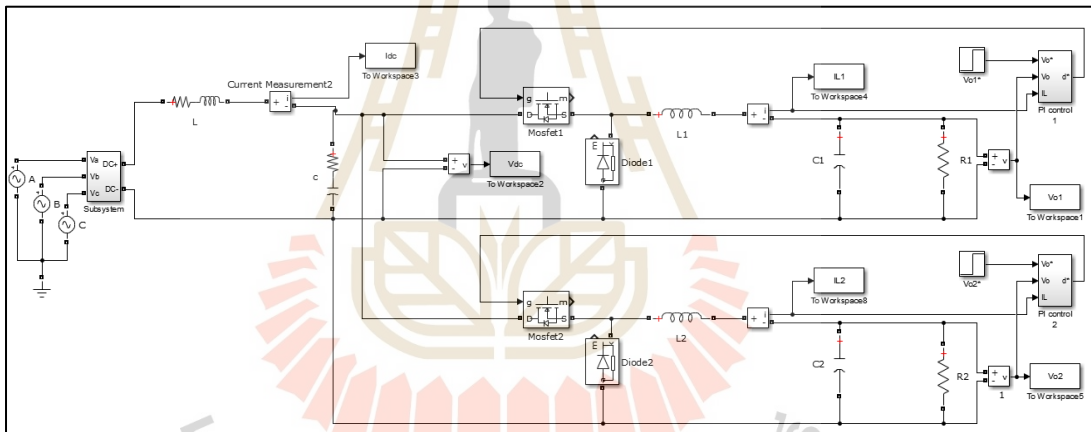 Idc
To Workspace3
Current Measurement2
i
L
A
B
C
Va
Vb
Vc
DC+
DC-
Subsystem
c
v
Vdc
To Workspace2
g
m
D
S
Mosfet1
Diode1
L1
i
IL1
To Workspace4
C1
R1
v
Vo1*
Vo*
Vo
IL
d*
PI control
1
Vo1
To Workspace1
g
m
D
S
Mosfet2
Diode2
L2
i
IL2
To Workspace8
C2
R2
v
1
Vo2*
Vo*
Vo
IL
d*
PI control
2
Vo2
To Workspace5